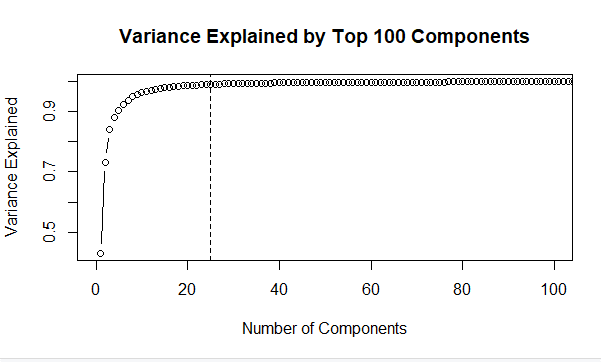 Variance Explained by Top 100 Components
Variance Explained
0.9
0.7
0.5
0 20 40 60 80 100
Number of Components